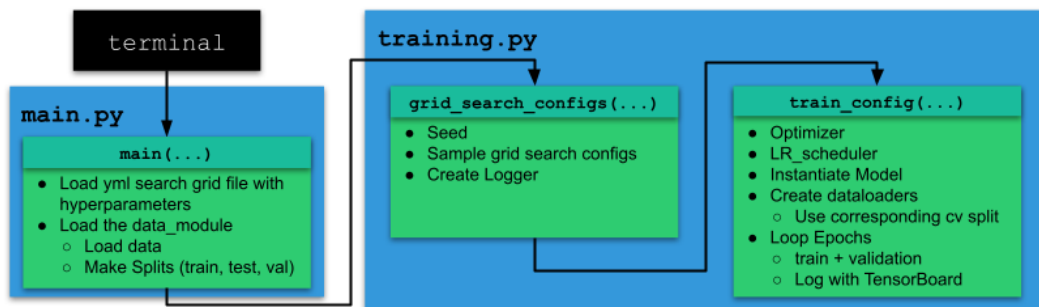 terminal
main.py
main(...)
● Load yml search grid file with
hyperparameters
● Load the data_module
○ Load data
○ Make Splits (train, test, val)
training.py
grid_search_configs(...)
● Seed
● Sample grid search configs
● Create Logger
train_config(...)
● Optimizer
● LR_scheduler
● Instantiate Model
● Create dataloaders
○ Use corresponding cv split
● Loop Epochs
○ train + validation
○ Log with TensorBoard